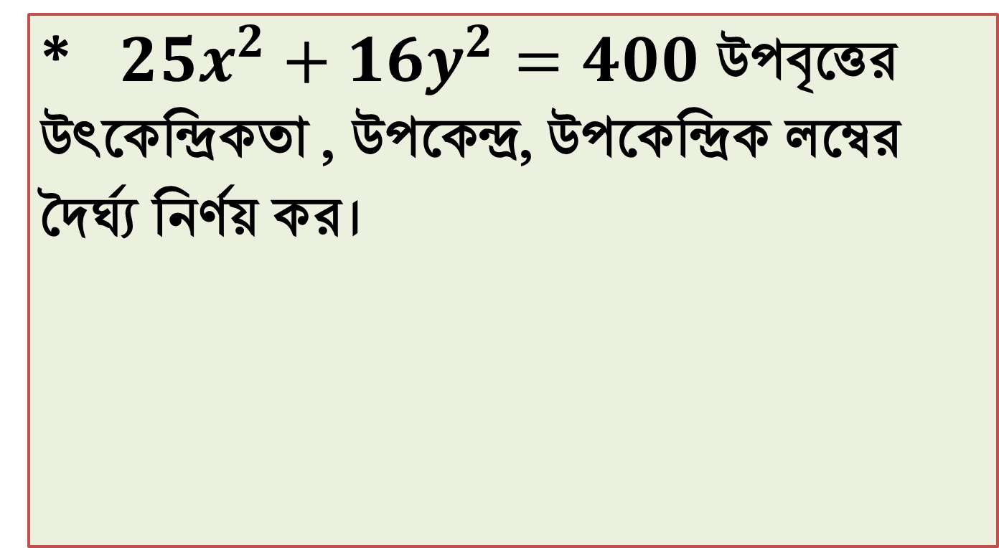 * 25x² + 16y² = 400 উপবৃত্তের
উৎকেন্দ্রিকতা , উপকেন্দ্র, উপকেন্দ্রিক লম্বের
দৈর্ঘ্য নির্ণয় কর।